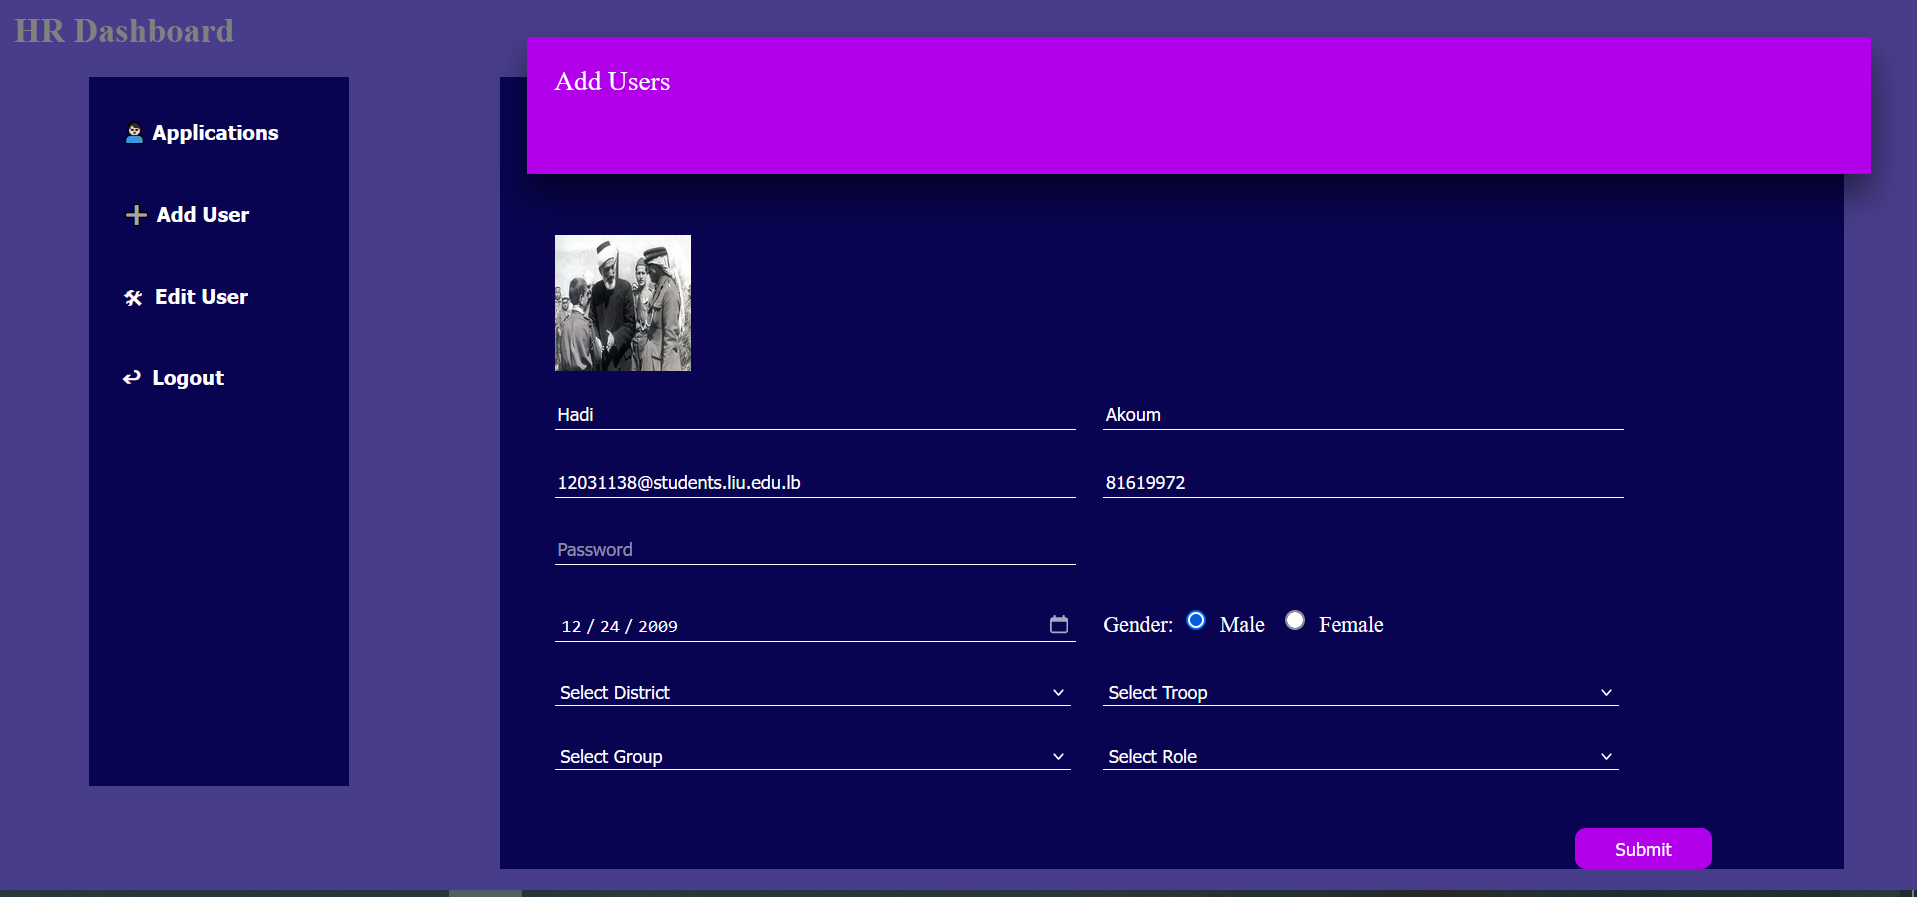 HR Dashboard
Applications
Add User
Edit User
Logout
Add Users
Hadi
Akoum
12031138@students.liu.edu.lb
81619972
Password
12 / 24 / 2009
Gender: Male Female
Select District
Select Troop
Select Group
Select Role
Submit